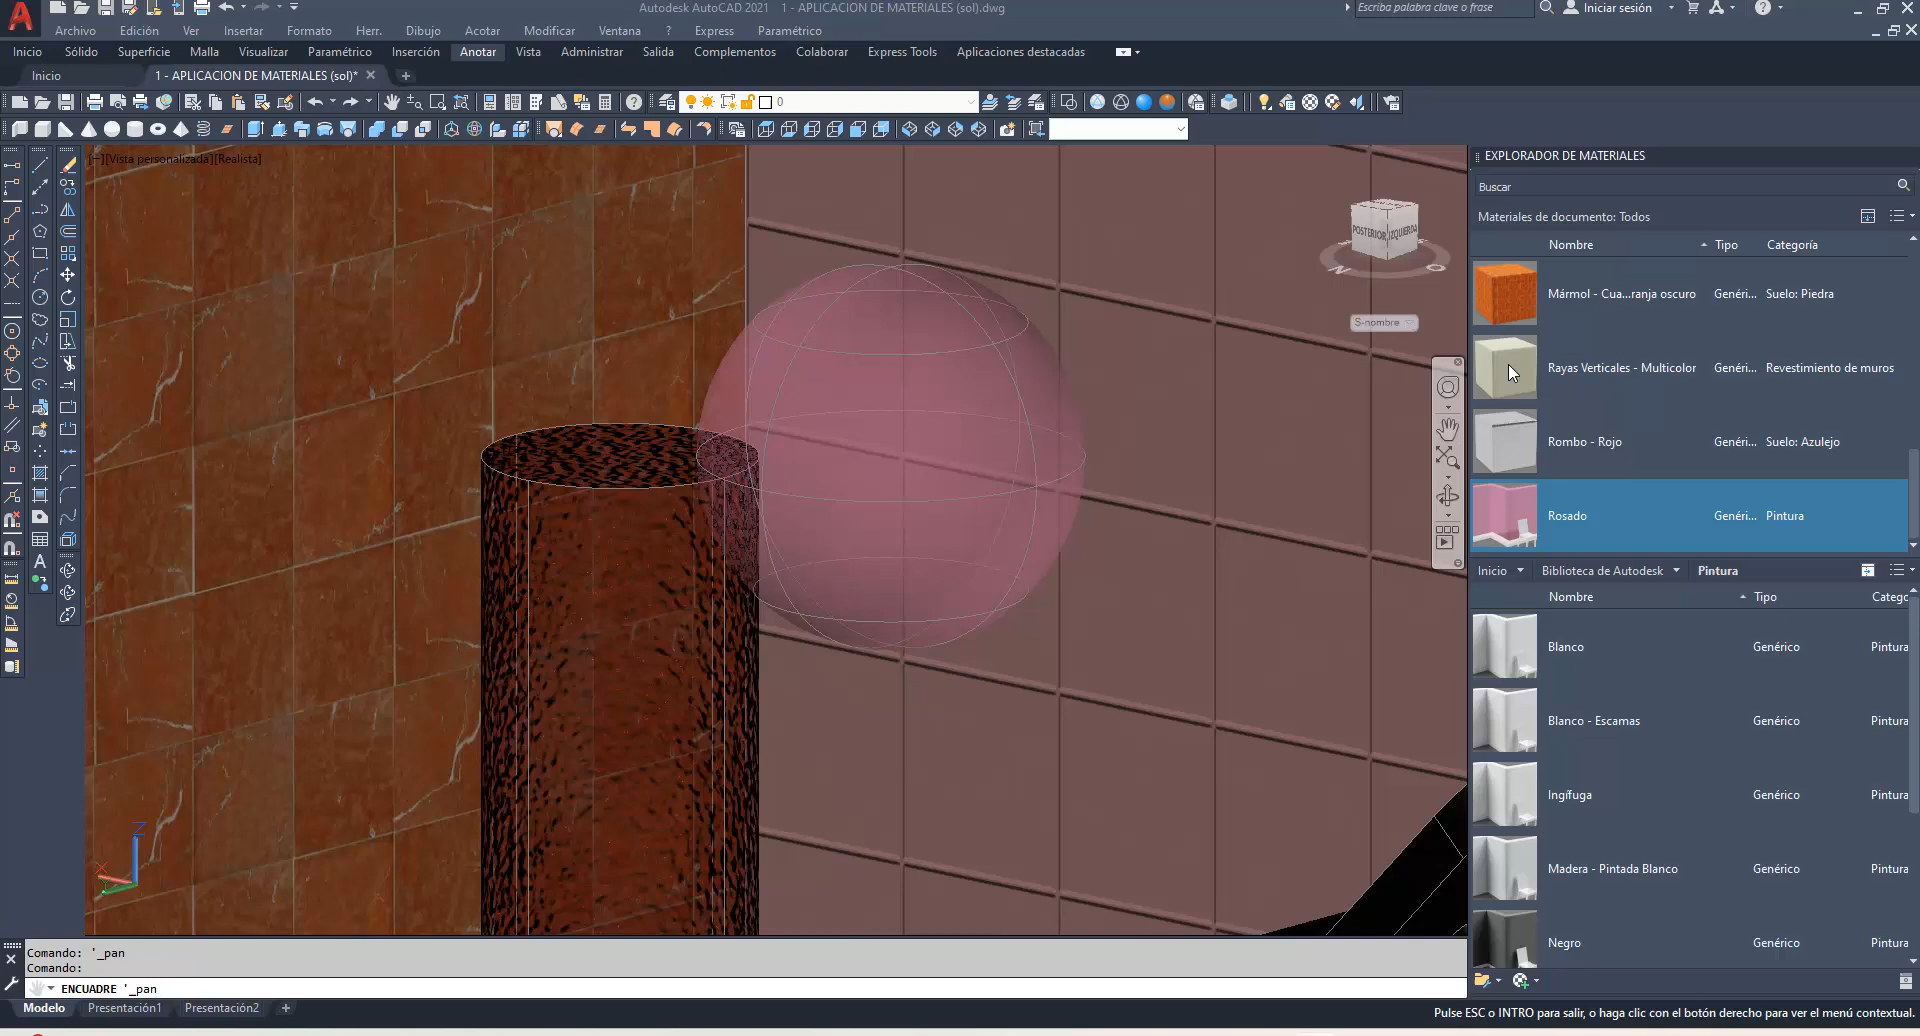 Autodesk AutoCAD 2021    1 - APLICACION DE MATERIALES (sol).dwg
Escriba palabra clave o frase
Iniciar sesión
Archivo Edición Ver Insertar Formato Herr. Dibujo Acotar Modificar Ventana ? Express Paramétrico
Inicio Sólido Superficie Malla Visualizar Paramétrico Inserción Anotar Vista Administrar Salida Complementos Colaborar Express Tools Aplicaciones destacadas
Inicio 1 - APLICACION DE MATERIALES (sol)*
0
[−][Vista personalizada][Realista]
POSTERIOR IZQUIERDA
N O
S-nombre
EXPLORADOR DE MATERIALES
Buscar
Materiales de documento: Todos
Nombre Tipo Categoría
Mármol - Cua...ranja oscuro Genéri... Suelo: Piedra
Rayas Verticales - Multicolor Genéri... Revestimiento de muros
Rombo - Rojo Genéri... Suelo: Azulejo
Rosado Genéri... Pintura
Inicio Biblioteca de Autodesk Pintura
Nombre Tipo Catego
Blanco Genérico Pintura
Blanco - Escamas Genérico Pintura
Ingífuga Genérico Pintura
Madera - Pintada Blanco Genérico Pintura
Negro Genérico Pintura
Z
X
Comando: '_pan
Comando:
ENCUADRE '_pan
Modelo Presentación1 Presentación2
Pulse ESC o INTRO para salir, o haga clic con el botón derecho para ver el menú contextual.